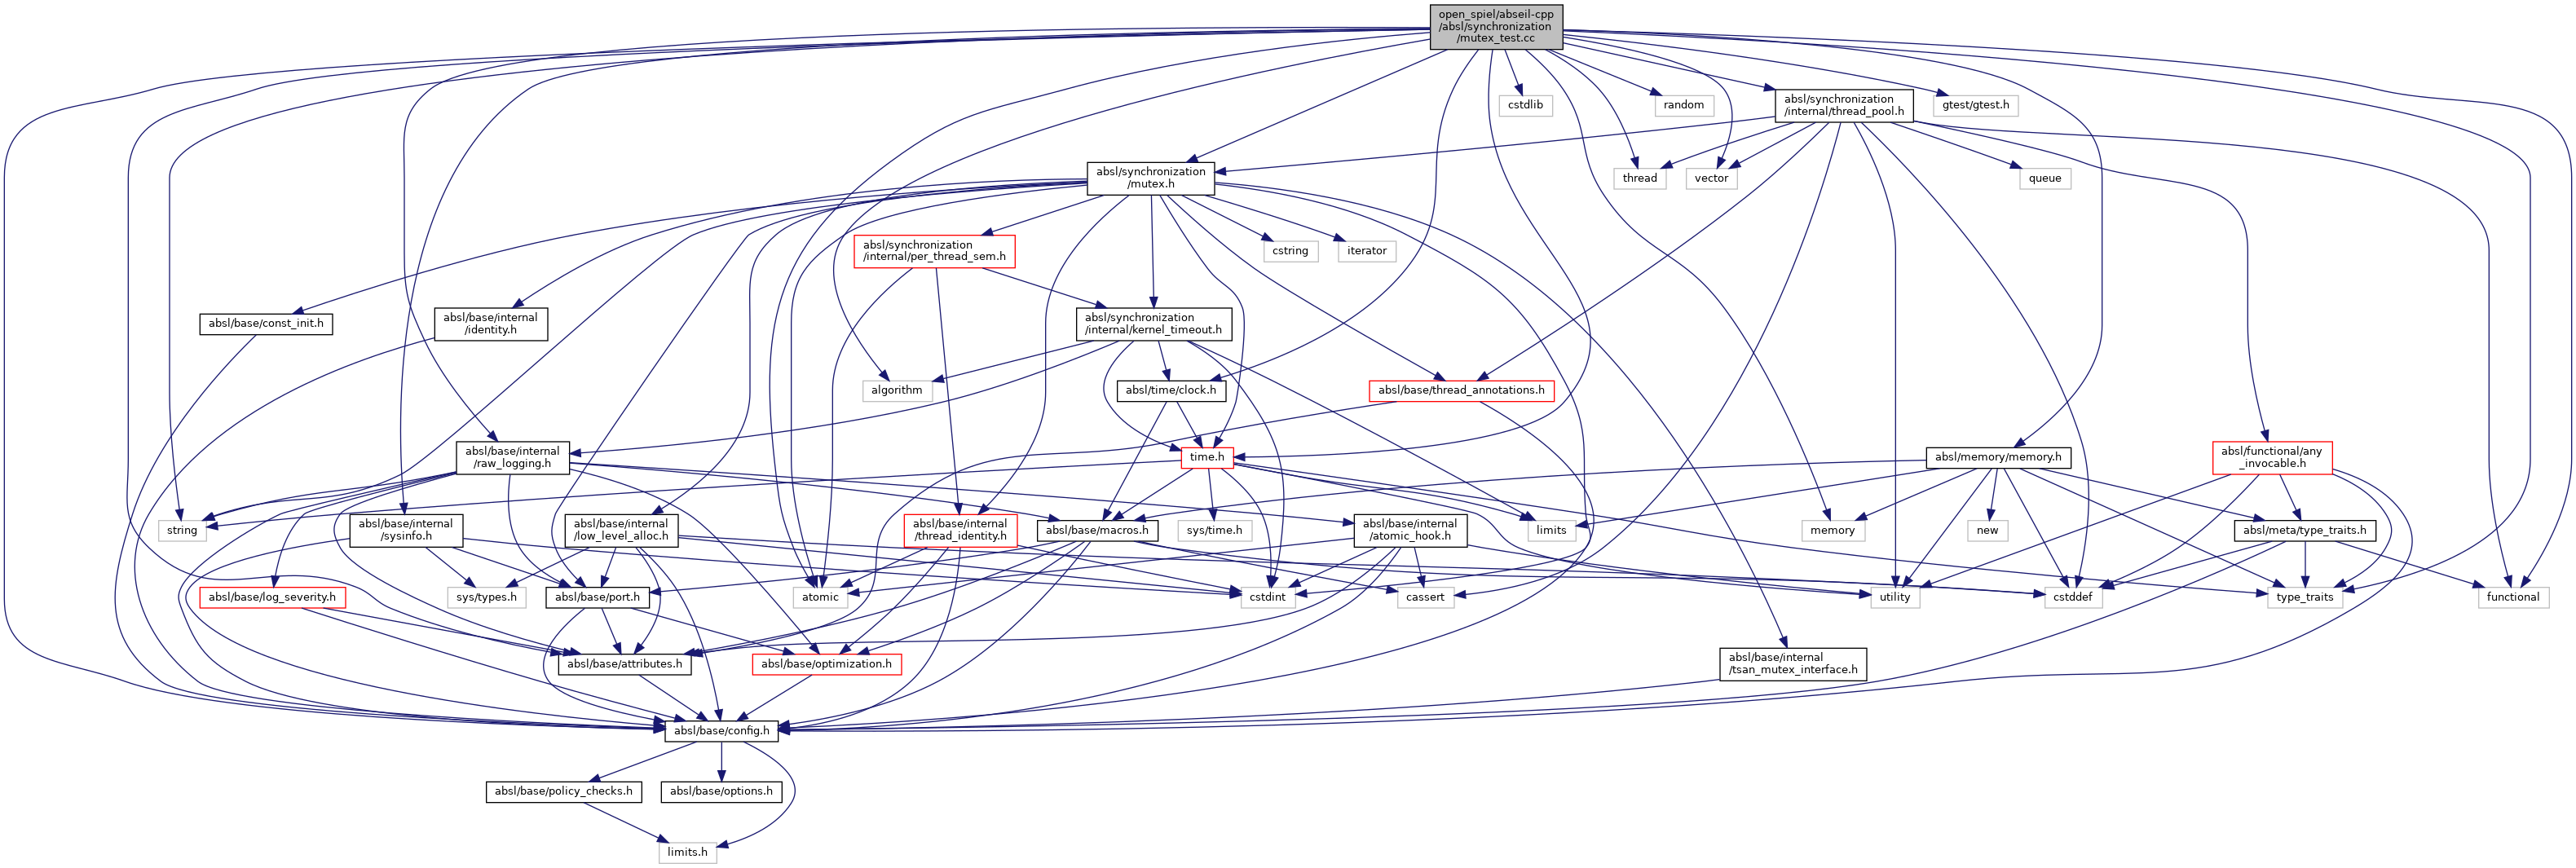 open_spiel/abseil-cpp
/absl/synchronization
/mutex_test.cc
cstdlib
random
absl/synchronization
/internal/thread_pool.h
gtest/gtest.h
absl/synchronization
/mutex.h
thread
vector
queue
absl/synchronization
/internal/per_thread_sem.h
cstring
iterator
absl/base/const_init.h
absl/base/internal
/identity.h
absl/synchronization
/internal/kernel_timeout.h
algorithm
absl/time/clock.h
absl/base/thread_annotations.h
absl/base/internal
/raw_logging.h
time.h
absl/memory/memory.h
absl/functional/any
_invocable.h
string
absl/base/internal
/sysinfo.h
absl/base/internal
/low_level_alloc.h
absl/base/internal
/thread_identity.h
absl/base/macros.h
sys/time.h
absl/base/internal
/atomic_hook.h
limits
memory
new
absl/meta/type_traits.h
absl/base/log_severity.h
sys/types.h
absl/base/port.h
atomic
cstdint
cassert
utility
cstddef
type_traits
functional
absl/base/attributes.h
absl/base/optimization.h
absl/base/internal
/tsan_mutex_interface.h
absl/base/config.h
absl/base/policy_checks.h
absl/base/options.h
limits.h